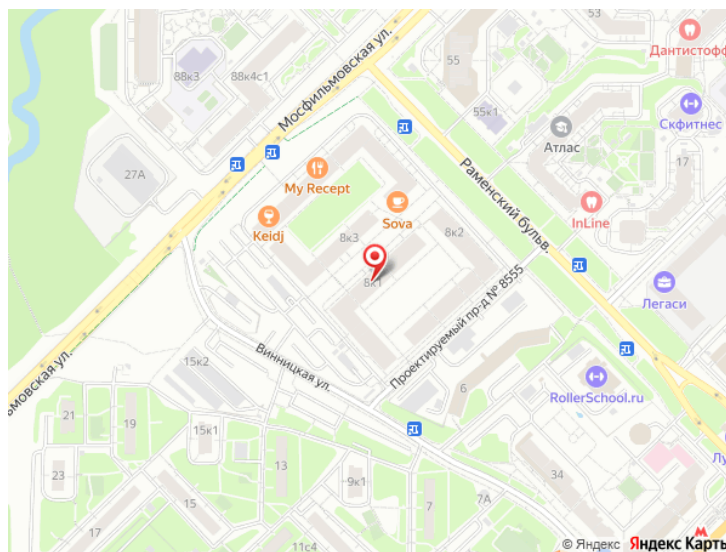 53
Дантистофф
55
88к3
88к4с1
Мосфильмовская ул.
55к1
Скфитнес
Атлас
17
27А
My Recept
Раменский бульв.
InLine
Keidj
Sova
8к3
8к2
8к1
Легаси
Проектируемый пр-д № 8555
Винницкая ул.
15к2
льмовская ул.
6
RollerSchool.ru
21
19
15к1
13
34
Лу
23
9к1
15
7
7А
17
11с4
© Яндекс Яндекс Карты